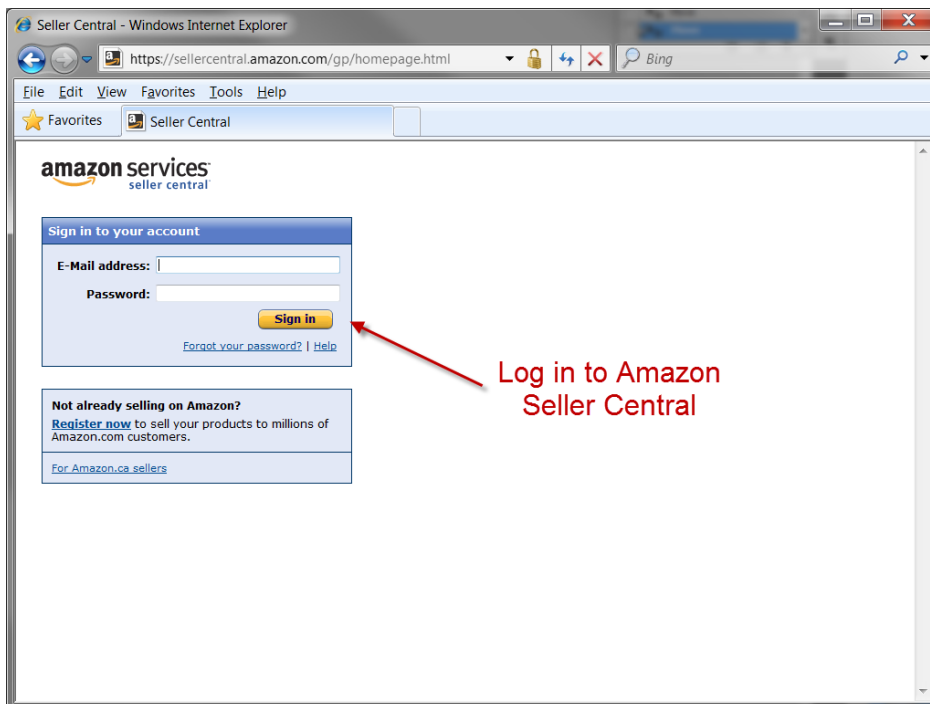 Seller Central - Windows Internet Explorer
https://sellercentral.amazon.com/gp/homepage.html
Bing
File Edit View Favorites Tools Help
Favorites
Seller Central
amazon services
seller central
Sign in to your account
E-Mail address:
Password:
Sign in
Forgot your password? | Help
Log in to Amazon
Seller Central
Not already selling on Amazon?
Register now to sell your products to millions of
Amazon.com customers.
For Amazon.ca sellers